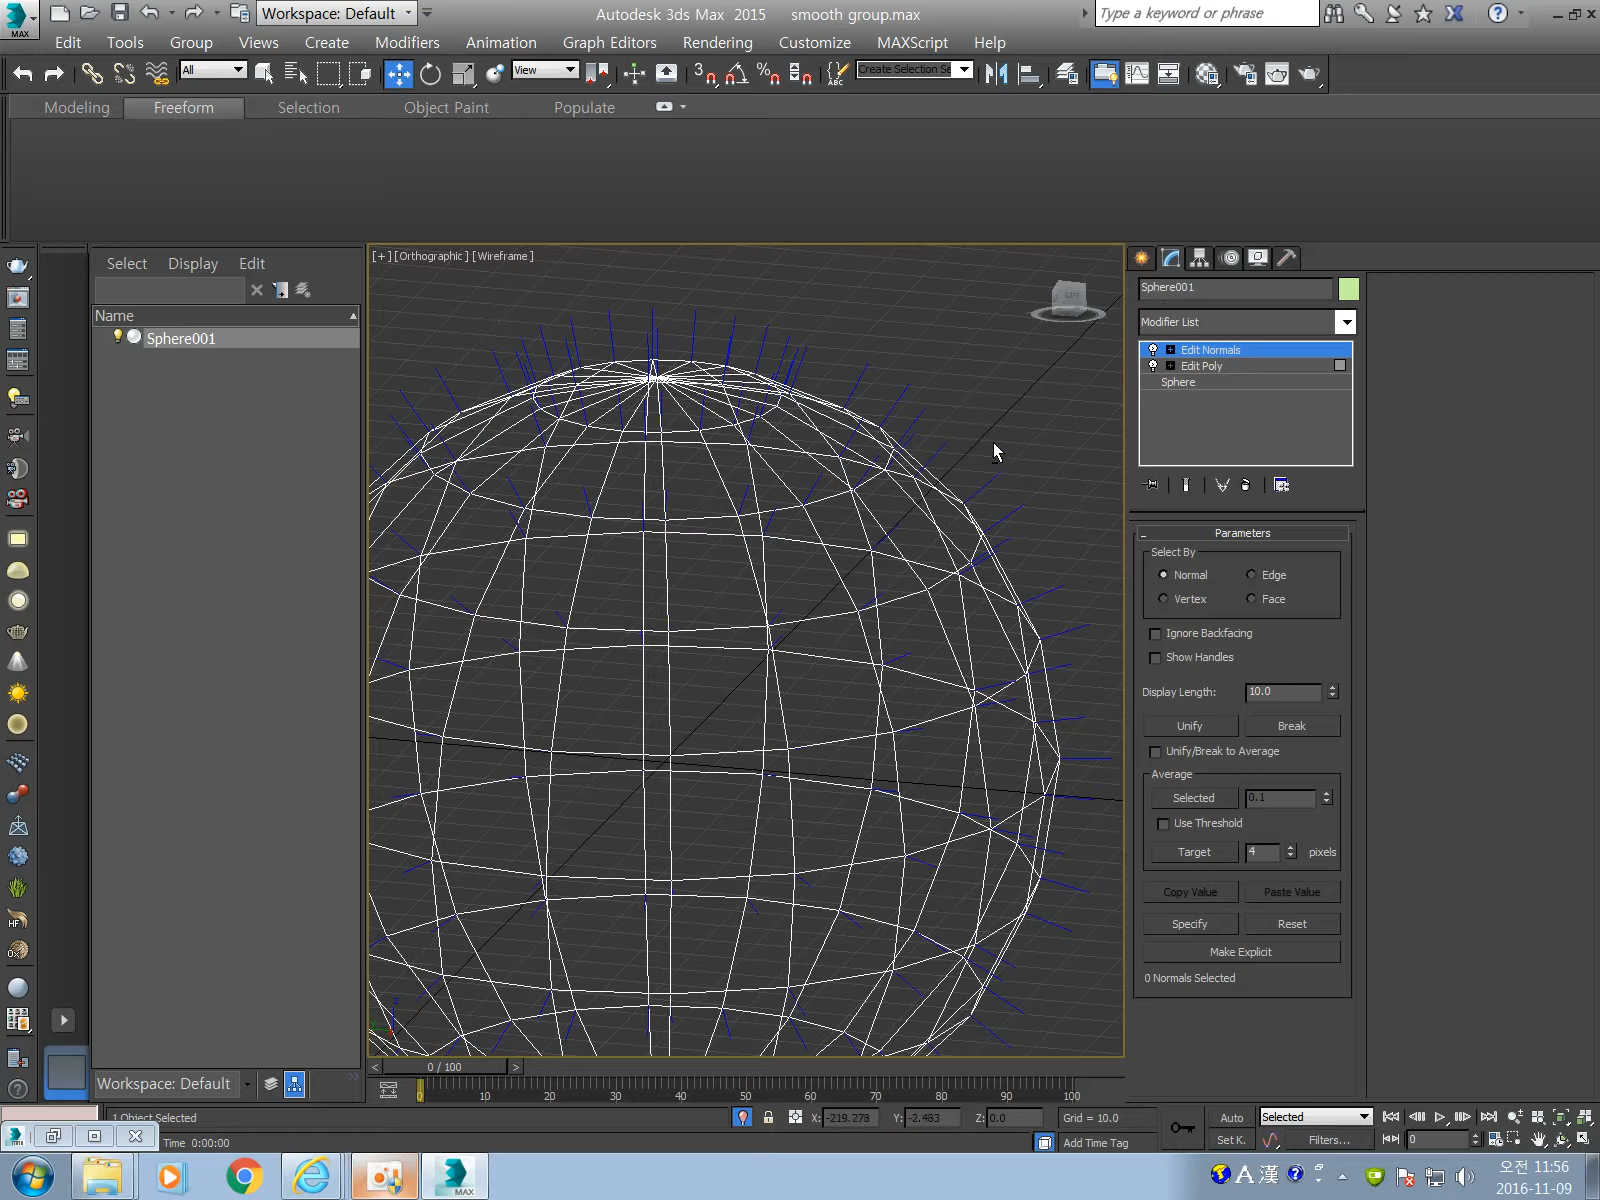 Workspace: Default
Autodesk 3ds Max 2015 smooth group.max
Type a keyword or phrase
MAX
Edit Tools Group Views Create Modifiers Animation Graph Editors Rendering Customize MAXScript Help
All
View
3
ABC
Create Selection Se
Modeling Freeform Selection Object Paint Populate
Select Display Edit
Name
Sphere001
[+] [Orthographic] [Wireframe]
Sphere001
Modifier List
Edit Normals
Edit Poly
Sphere
Parameters
Select By
Normal Edge
Vertex Face
Ignore Backfacing
Show Handles
Display Length: 10.0
Unify Break
Unify/Break to Average
Average
Selected 0.1
Use Threshold
Target 4 pixels
Copy Value Paste Value
Specify Reset
Make Explicit
0 Normals Selected
HF
z
< 0 / 100 >
Workspace: Default
0 10 20 30 40 50 60 70 80 90 100
1 Object Selected
X: -219.278 Y: -2.483 Z: 0.0 Grid = 10.0
Auto Selected
Time 0:00:00
Add Time Tag
Set K. Filters... 0
MAX
A 漢
오전 11:56
2016-11-09